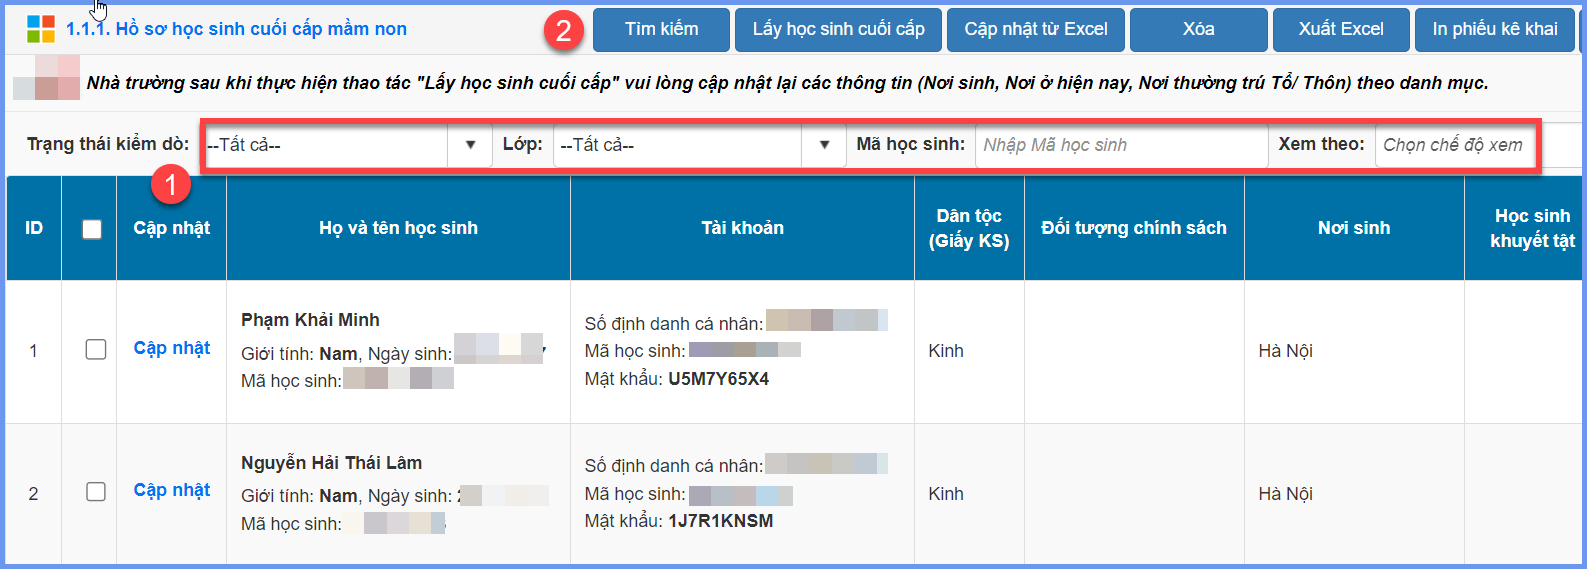 1.1.1. Hồ sơ học sinh cuối cấp mầm non
2
Tìm kiếm
Lấy học sinh cuối cấp
Cập nhật từ Excel
Xóa
Xuất Excel
In phiếu kê khai
Nhà trường sau khi thực hiện thao tác "Lấy học sinh cuối cấp" vui lòng cập nhật lại các thông tin (Nơi sinh, Nơi ở hiện nay, Nơi thường trú Tổ/ Thôn) theo danh mục.
Trạng thái kiểm dò: --Tất cả-- Lớp: --Tất cả-- Mã học sinh: Nhập Mã học sinh Xem theo: Chọn chế độ xem
1
ID
Cập nhật
Họ và tên học sinh
Tài khoản
Dân tộc
(Giấy KS)
Đối tượng chính sách
Nơi sinh
Học sinh
khuyết tật
1
Cập nhật
Phạm Khải Minh
Giới tính: Nam, Ngày sinh:
Mã học sinh:
Số định danh cá nhân:
Mã học sinh:
Mật khẩu: U5M7Y65X4
Kinh
Hà Nội
2
Cập nhật
Nguyễn Hải Thái Lâm
Giới tính: Nam, Ngày sinh:
Mã học sinh:
Số định danh cá nhân:
Mã học sinh:
Mật khẩu: 1J7R1KNSM
Kinh
Hà Nội